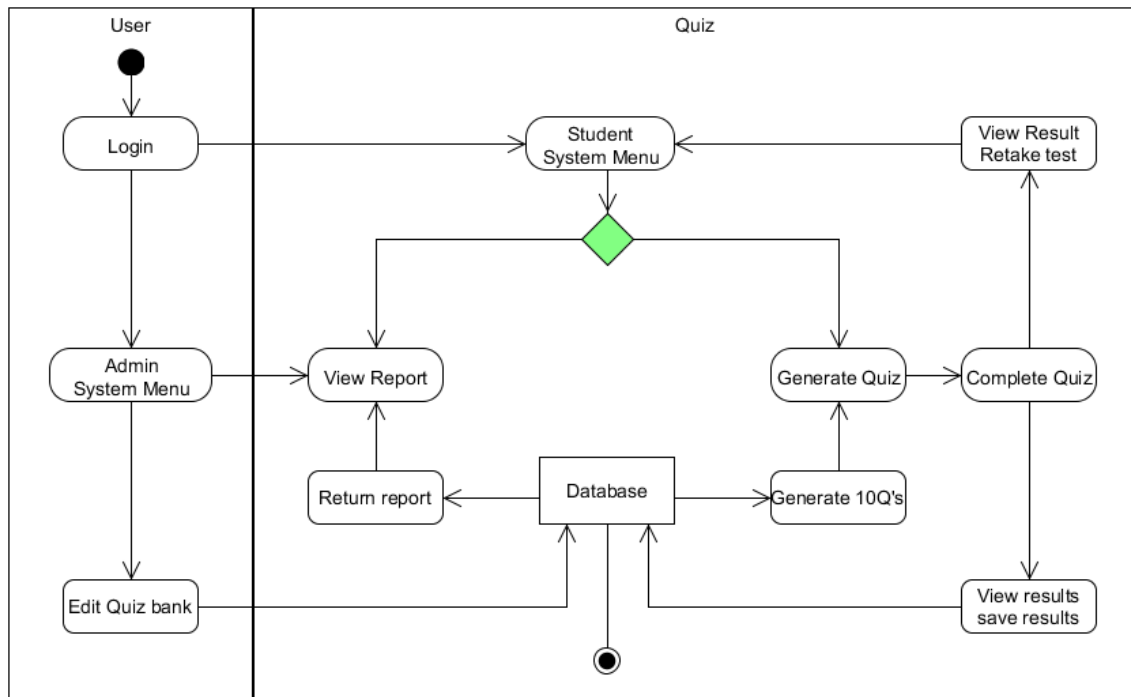 User
Quiz
Login
Student
System Menu
View Result
Retake test
Admin
System Menu
View Report
Generate Quiz
Complete Quiz
Return report
Database
Generate 10Q's
Edit Quiz bank
View results
save results